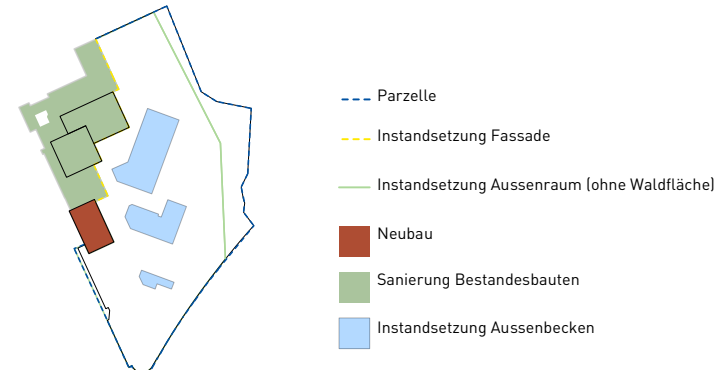 Parzelle
Instandsetzung Fassade
Instandsetzung Aussenraum (ohne Waldfläche)
Neubau
Sanierung Bestandesbauten
Instandsetzung Aussenbecken